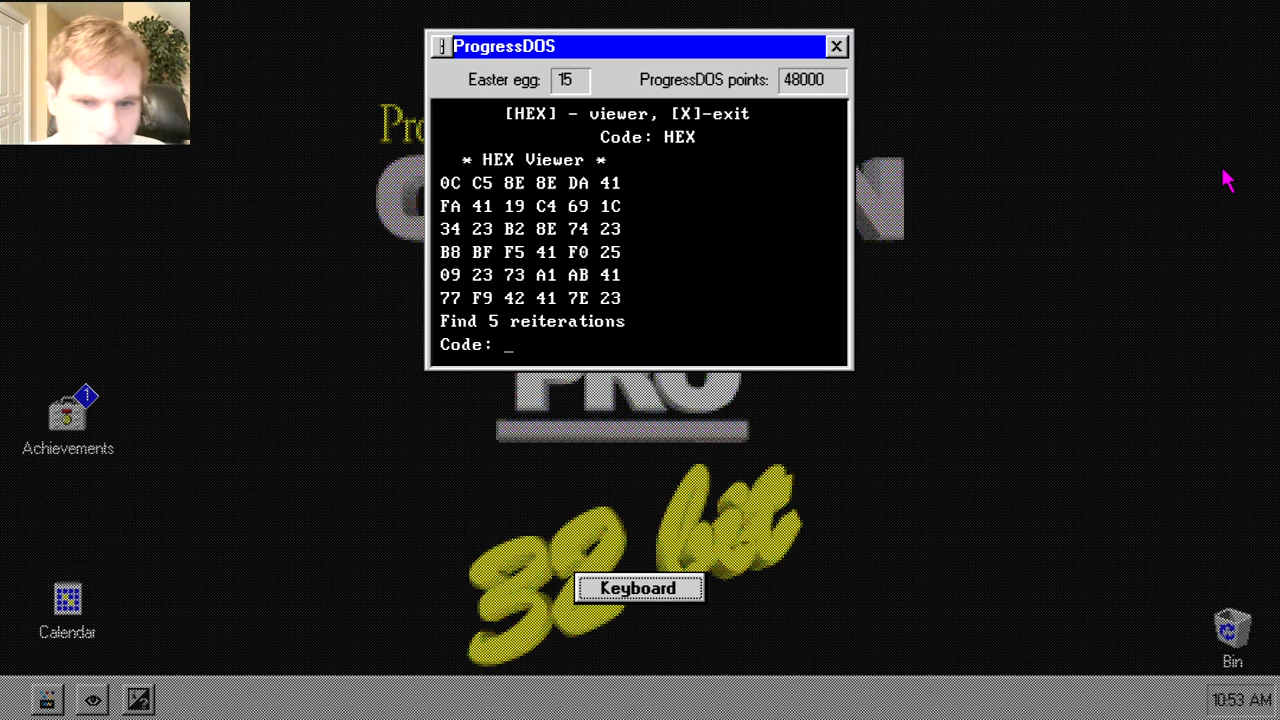 ProgressDOS
Easter egg: 15 ProgressDOS points: 48000
[HEX] - viewer, [X]-exit
Code: HEX
* HEX Viewer *
0C C5 8E 8E DA 41
FA 41 19 C4 69 1C
34 23 B2 8E 74 23
B8 BF F5 41 F0 25
09 23 73 A1 AB 41
77 F9 42 41 7E 23
Find 5 reiterations
Code: _
PRO
Achievements
1
32 bit
Keyboard
Calendar
Bin
10:53 AM